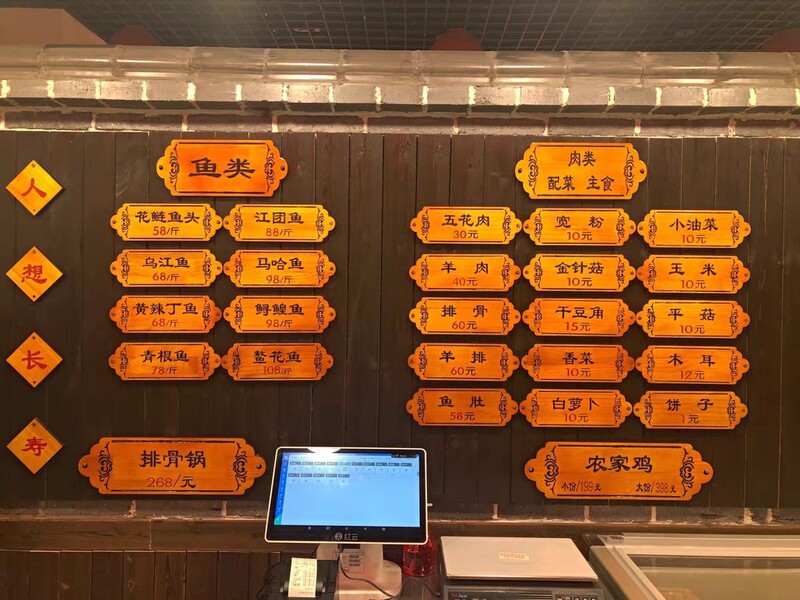 人
想
长
寿
鱼类
花鲢鱼头
58/斤
江团鱼
88/斤
乌江鱼
68/斤
马哈鱼
98/斤
黄辣丁鱼
68/斤
鲟鳇鱼
98/斤
青根鱼
78/斤
鳌花鱼
108/斤
排骨锅
268/元
肉类
配菜 主食
五花肉
30元
宽粉
10元
小油菜
10元
羊肉
40元
金针菇
10元
玉米
10元
排骨
60元
干豆角
15元
平菇
10元
羊排
60元
香菜
10元
木耳
12元
鱼肚
58元
白萝卜
10元
饼子
1元
农家鸡
小份/199元 大份/398元
红云